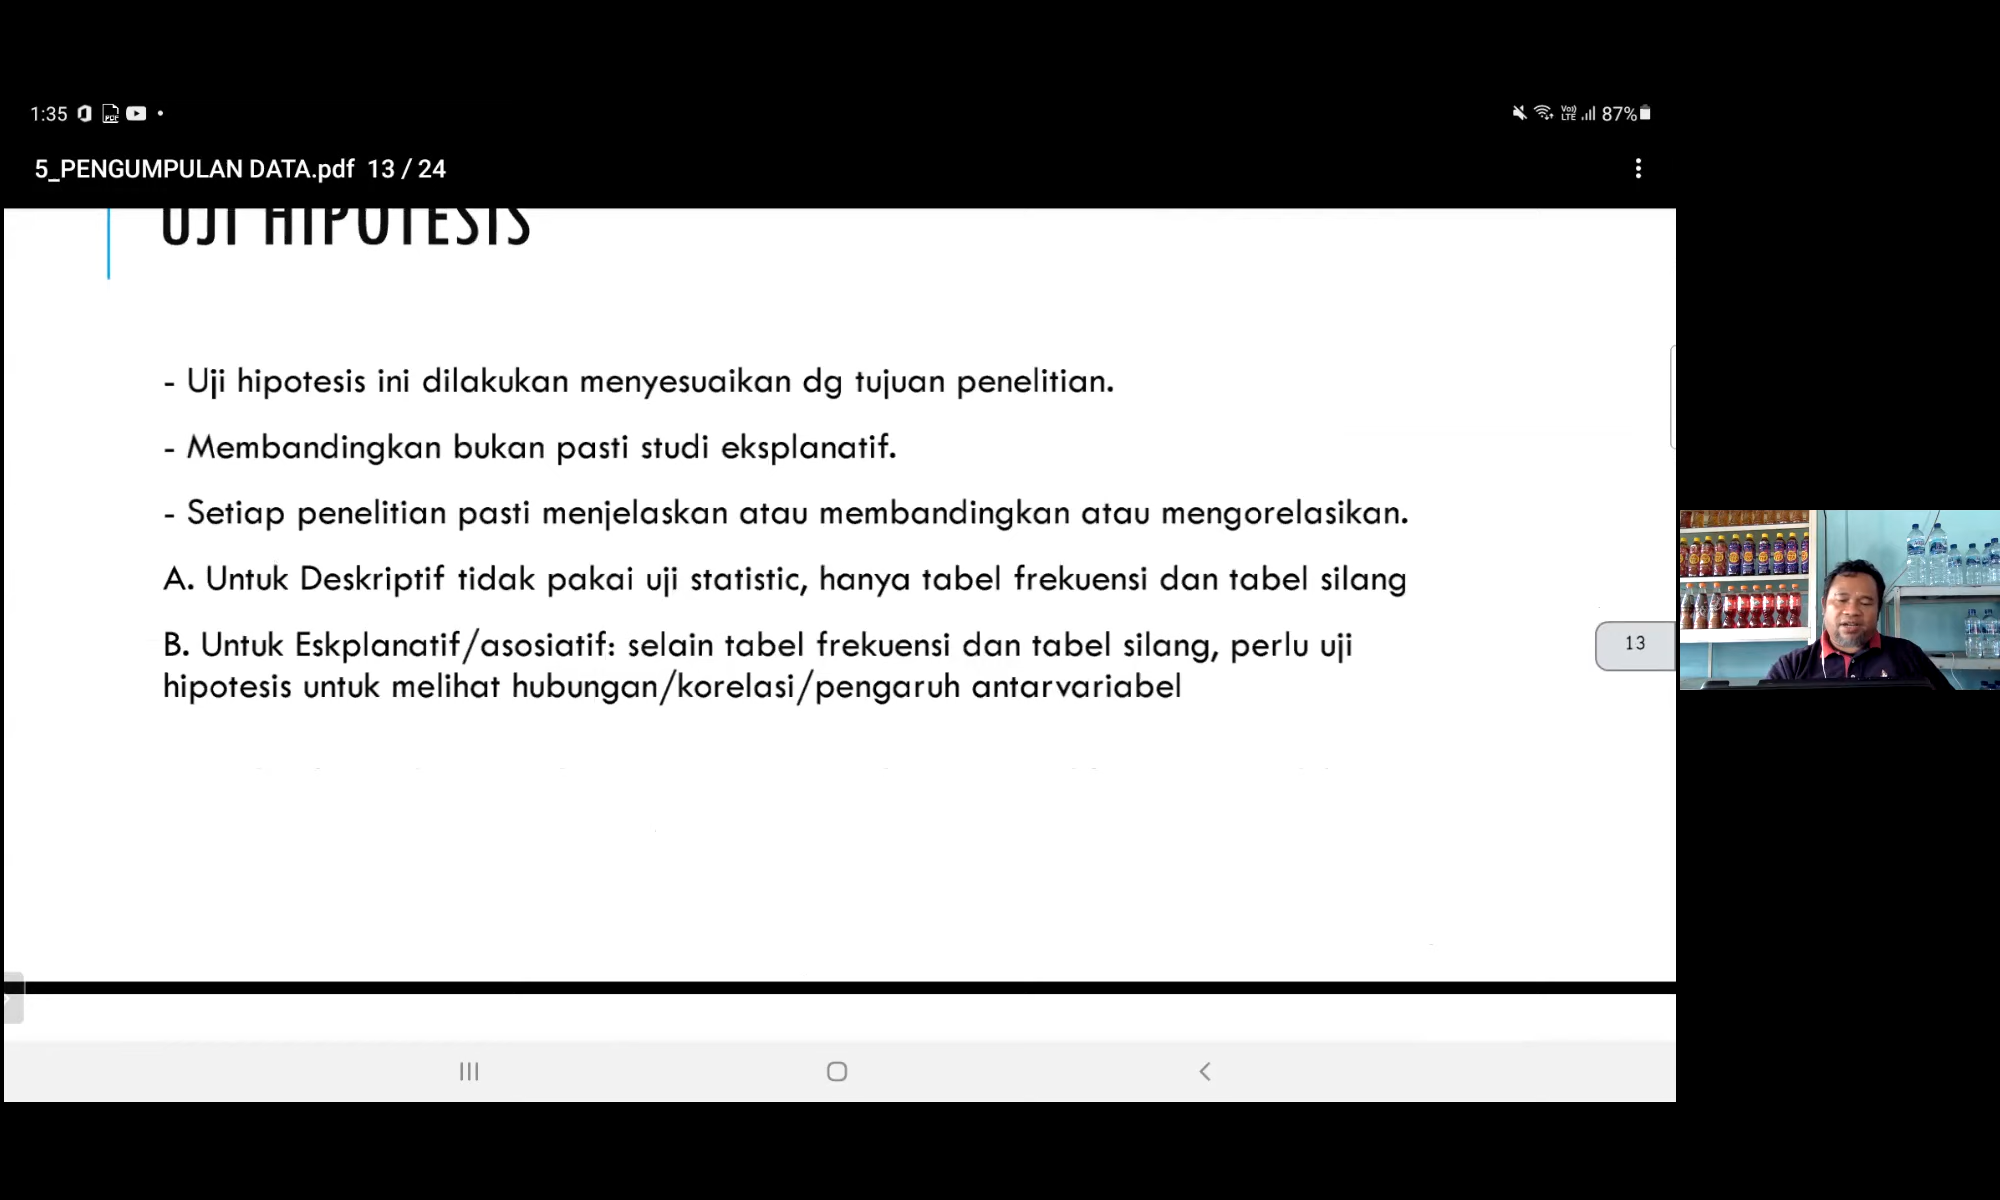 1:35
87%
5_PENGUMPULAN DATA.pdf 13 / 24
UJI HIPOTESIS
- Uji hipotesis ini dilakukan menyesuaikan dg tujuan penelitian.
- Membandingkan bukan pasti studi eksplanatif.
- Setiap penelitian pasti menjelaskan atau membandingkan atau mengorelasikan.
A. Untuk Deskriptif tidak pakai uji statistic, hanya tabel frekuensi dan tabel silang
B. Untuk Eskplanatif/asosiatif: selain tabel frekuensi dan tabel silang, perlu uji
hipotesis untuk melihat hubungan/korelasi/pengaruh antarvariabel
13